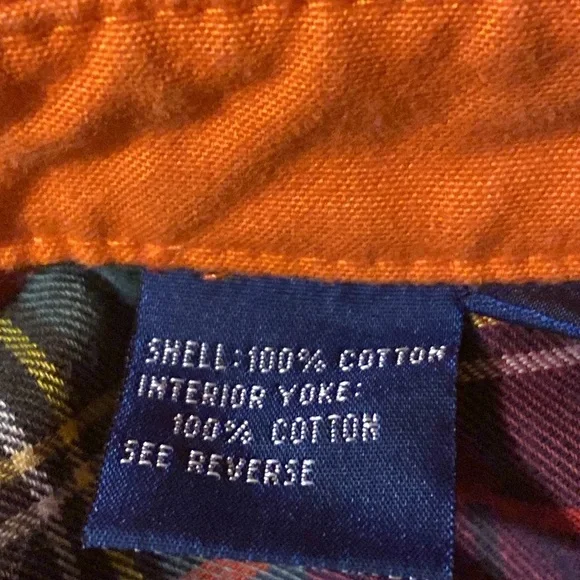 SHELL: 100% COTTON
INTERIOR YOKE:
100% COTTON
SEE REVERSE